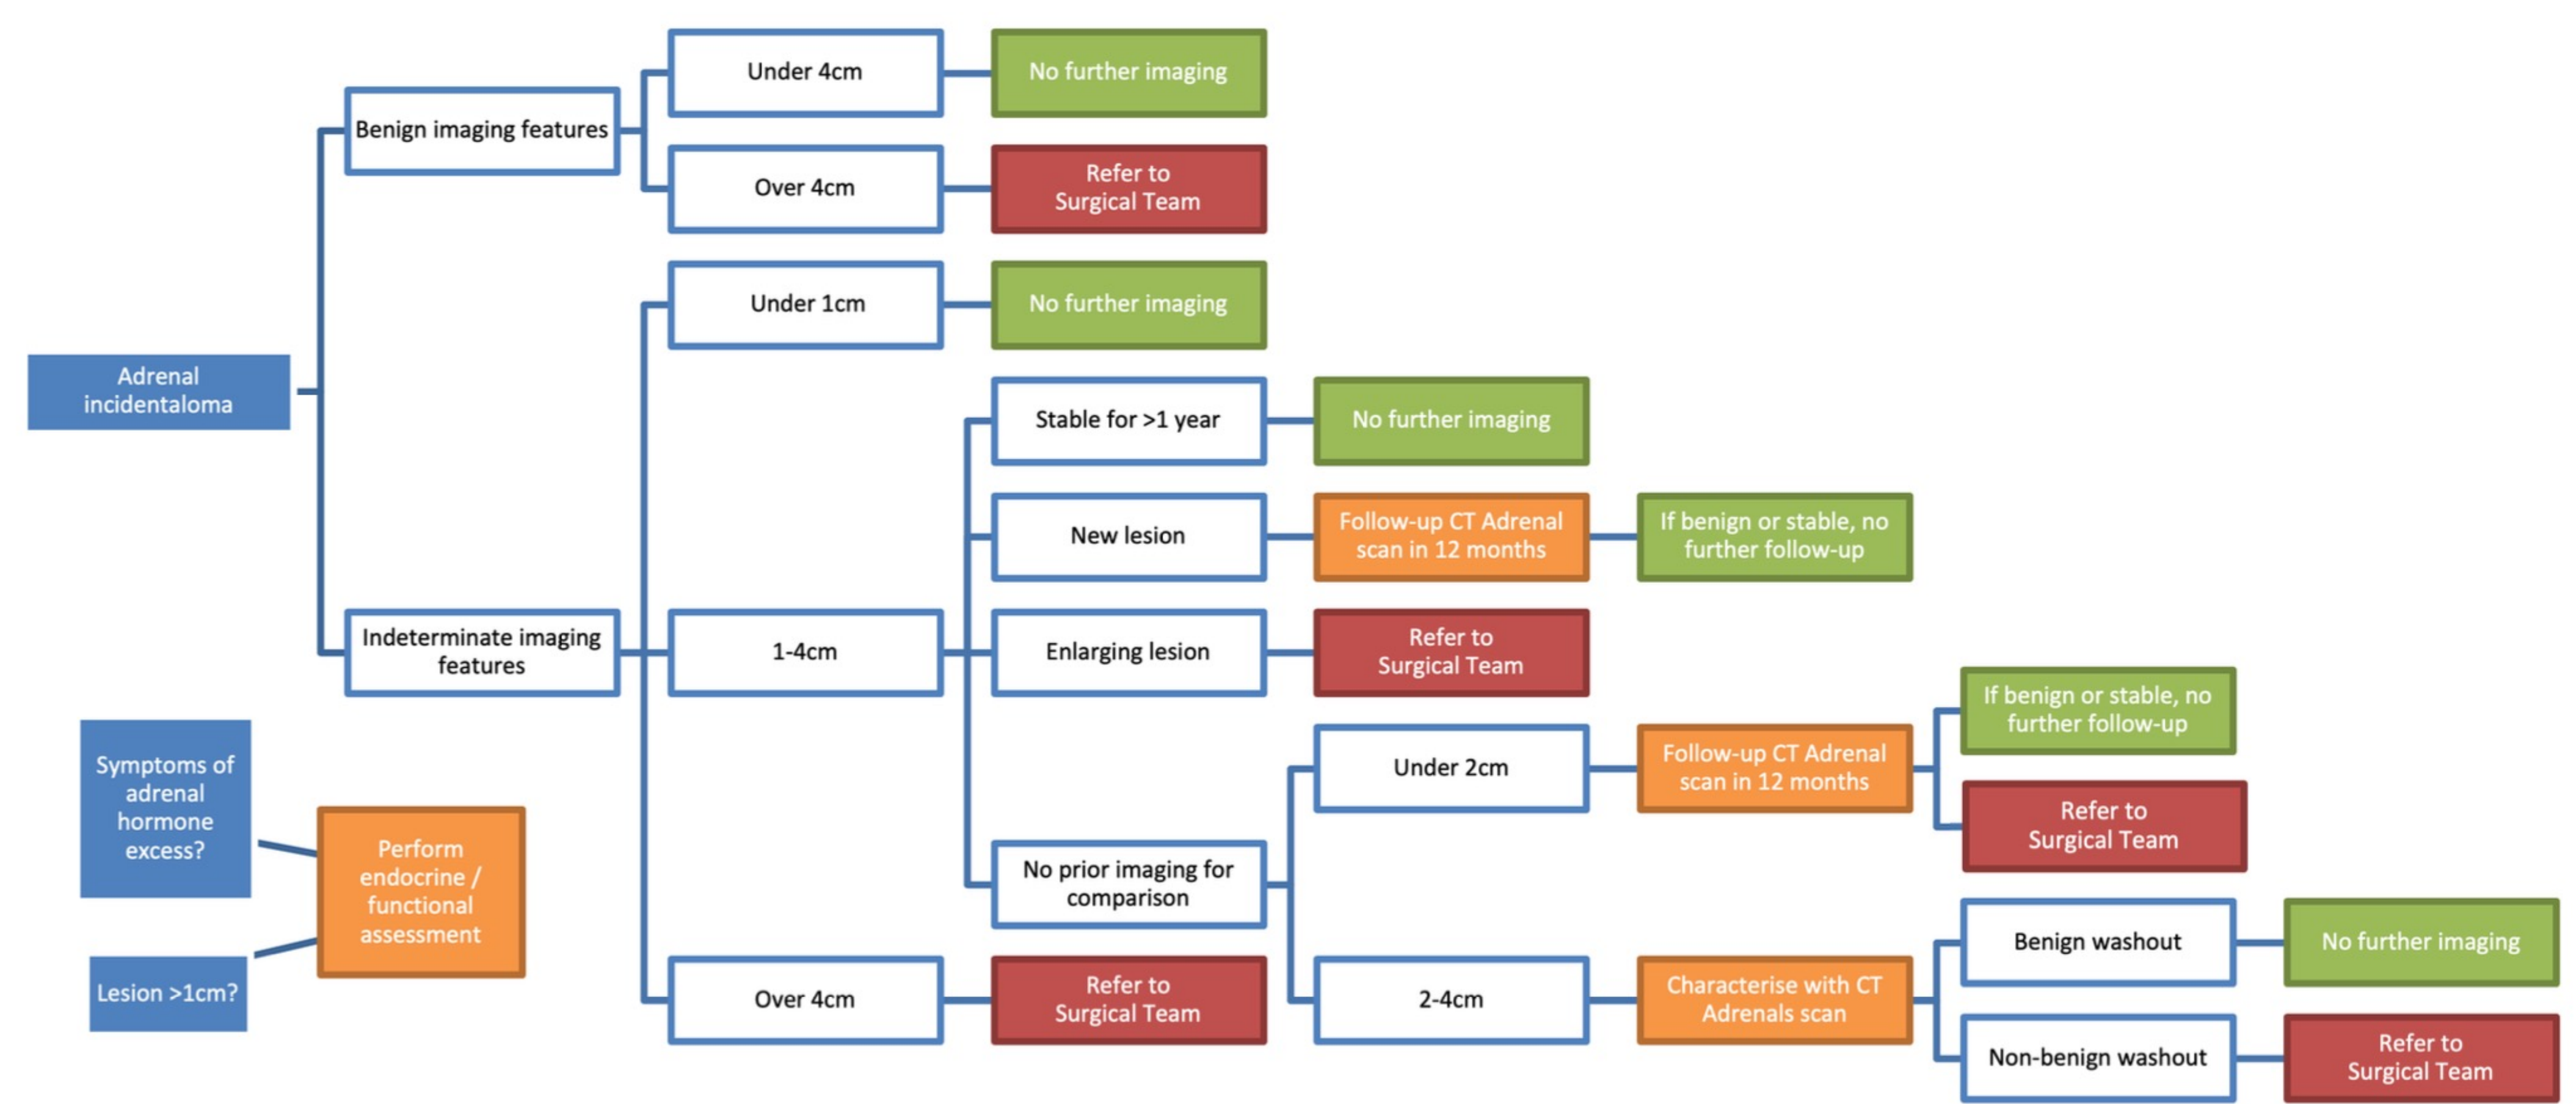 Under 4cm
No further imaging
Benign imaging features
Over 4cm
Refer to
Surgical Team
Under 1cm
No further imaging
Adrenal
incidentaloma
Stable for >1 year
No further imaging
New lesion
Follow-up CT Adrenal
scan in 12 months
If benign or stable, no
further follow-up
Indeterminate imaging
features
1-4cm
Enlarging lesion
Refer to
Surgical Team
No prior imaging for
comparison
Under 2cm
Follow-up CT Adrenal
scan in 12 months
If benign or stable, no
further follow-up
Refer to
Surgical Team
2-4cm
Characterise with CT
Adrenals scan
Benign washout
No further imaging
Non-benign washout
Refer to
Surgical Team
Over 4cm
Refer to
Surgical Team
Symptoms of
adrenal
hormone
excess?
Lesion >1cm?
Perform
endocrine /
functional
assessment